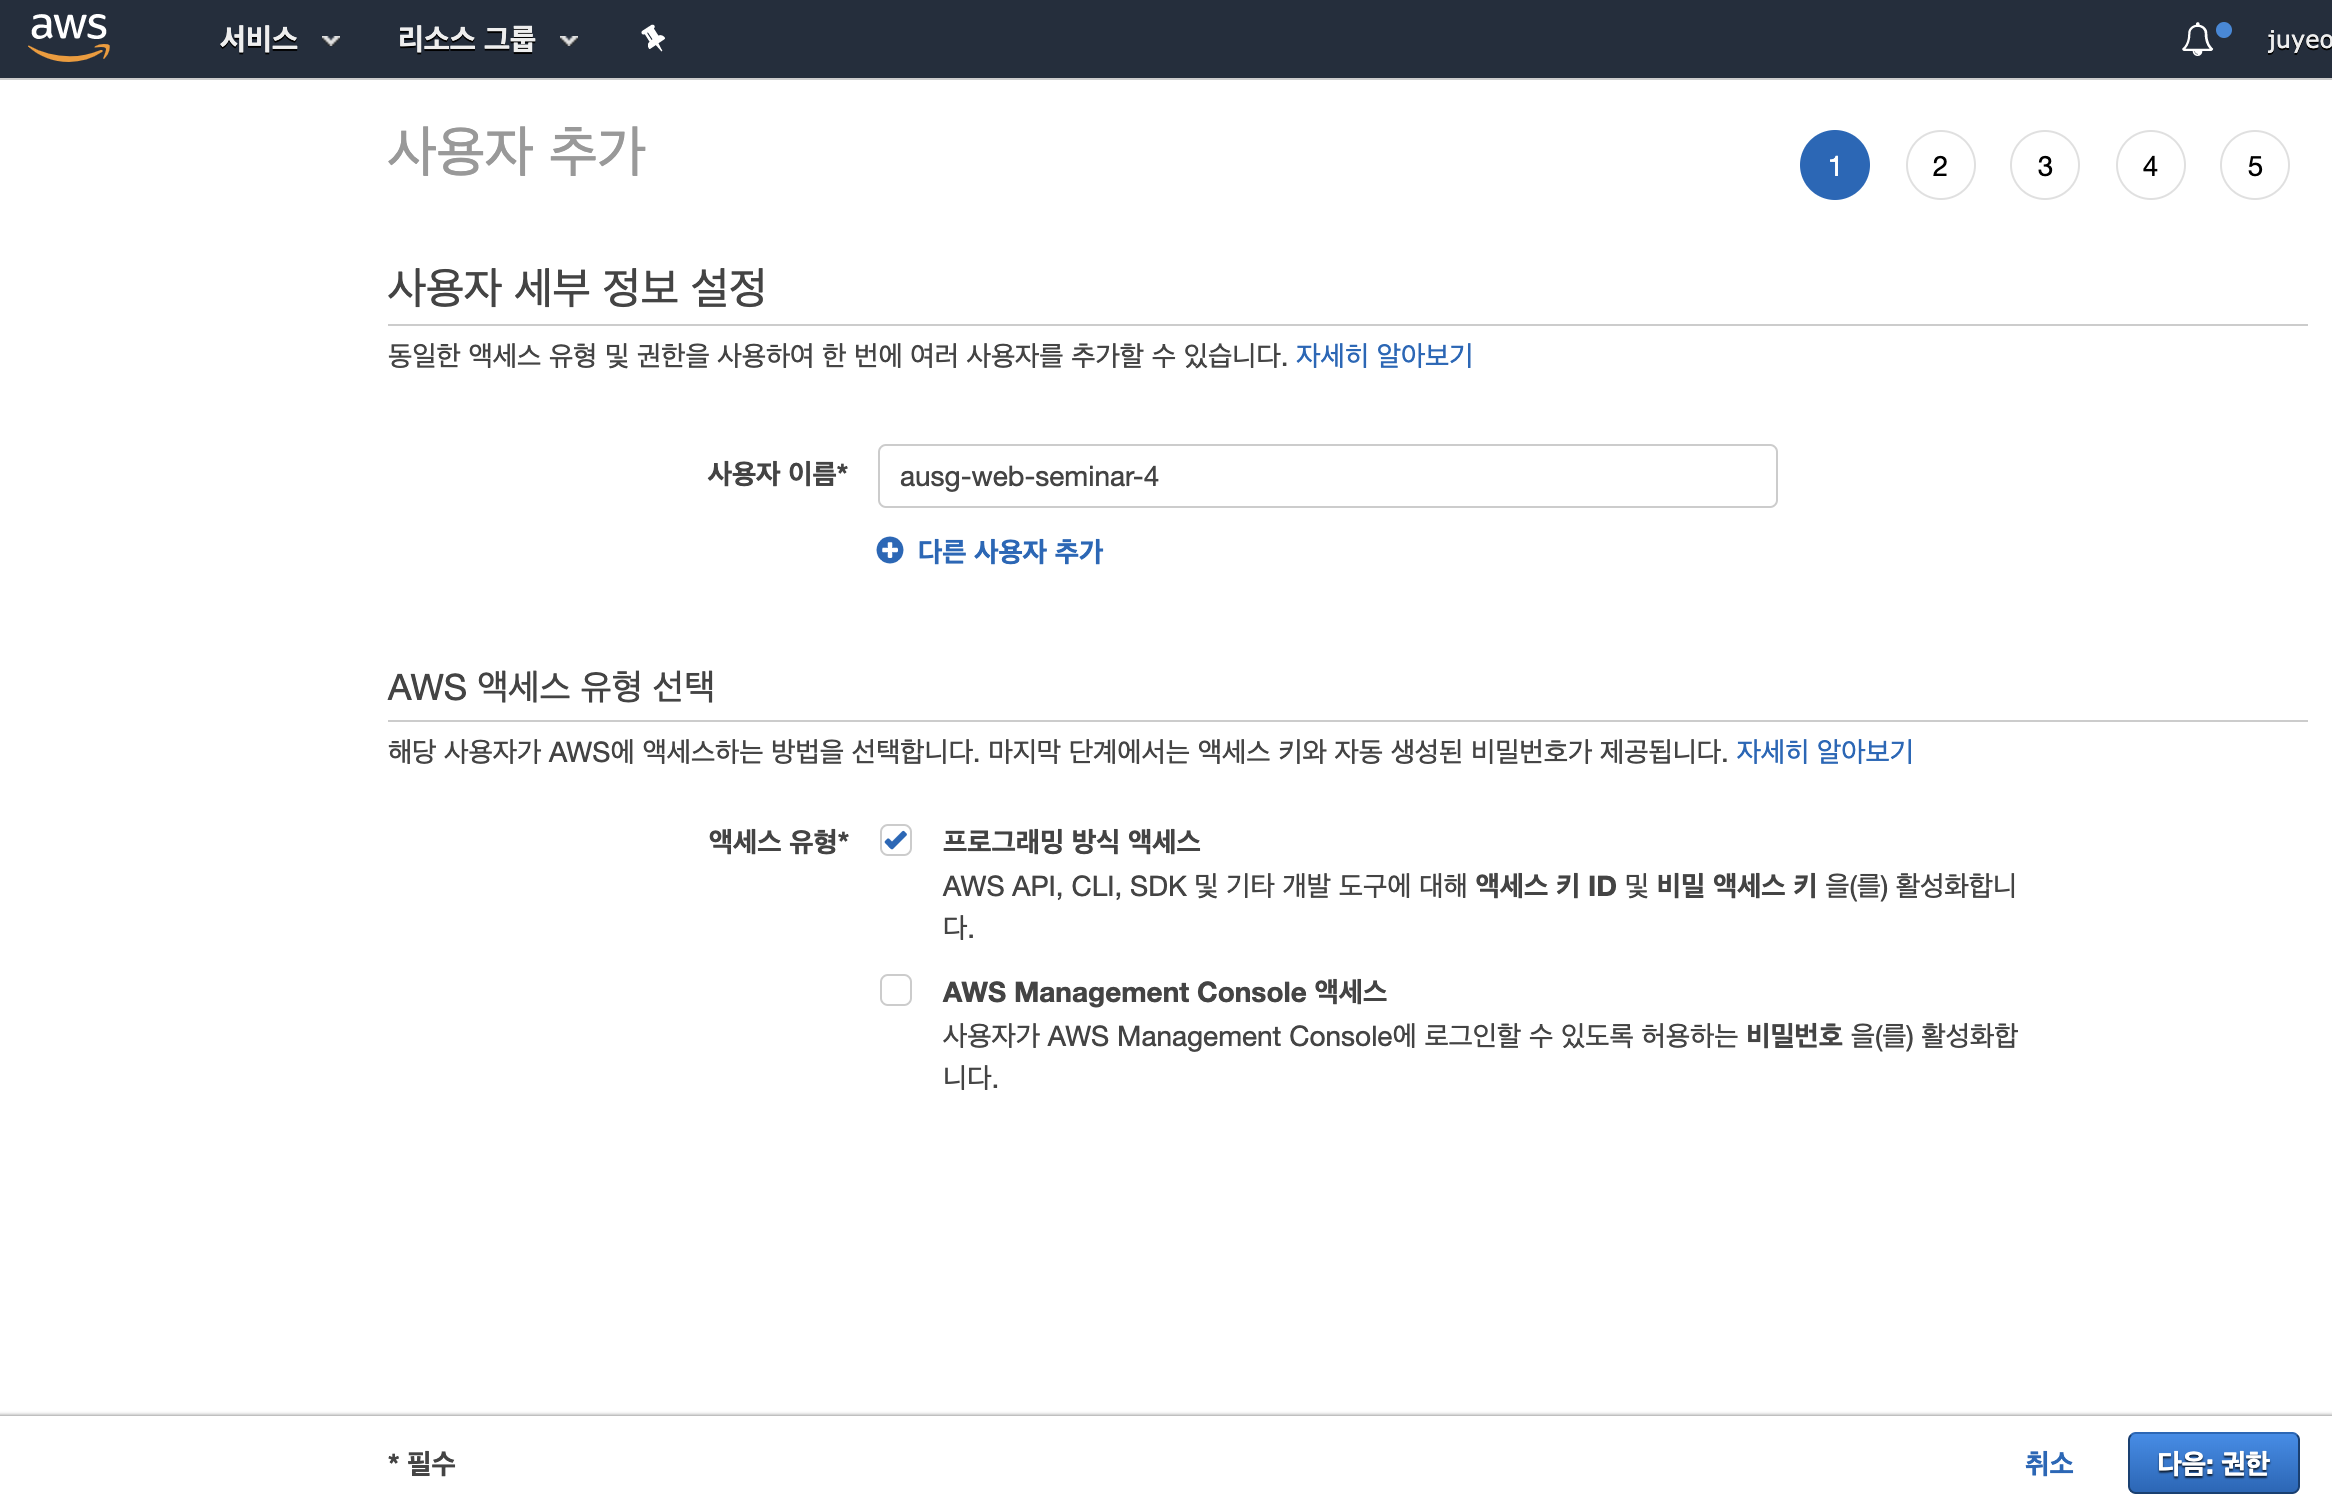 aws 서비스 리소스 그룹 juyeo
사용자 추가
1 2 3 4 5
사용자 세부 정보 설정
동일한 액세스 유형 및 권한을 사용하여 한 번에 여러 사용자를 추가할 수 있습니다. 자세히 알아보기
사용자 이름* ausg-web-seminar-4
다른 사용자 추가
AWS 액세스 유형 선택
해당 사용자가 AWS에 액세스하는 방법을 선택합니다. 마지막 단계에서는 액세스 키와 자동 생성된 비밀번호가 제공됩니다. 자세히 알아보기
액세스 유형* 프로그래밍 방식 액세스
AWS API, CLI, SDK 및 기타 개발 도구에 대해 액세스 키 ID 및 비밀 액세스 키 을(를) 활성화합니
다.
AWS Management Console 액세스
사용자가 AWS Management Console에 로그인할 수 있도록 허용하는 비밀번호 을(를) 활성화합
니다.
* 필수 취소 다음: 권한